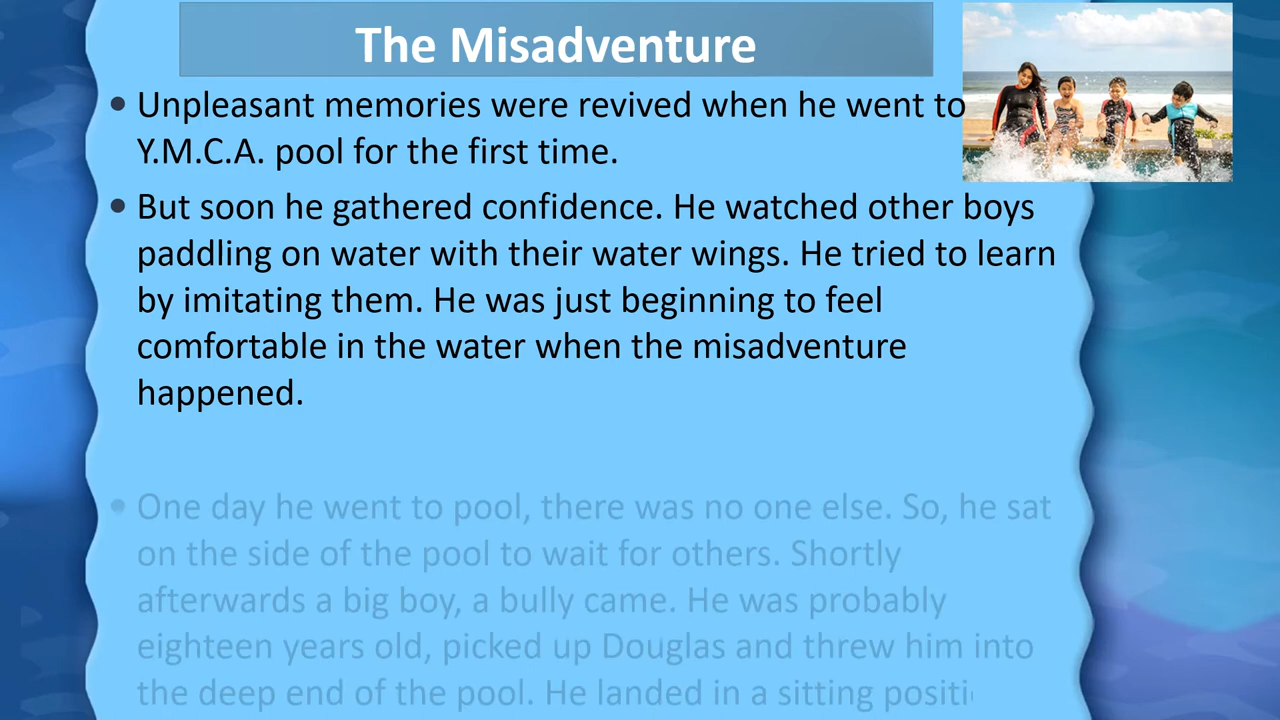 The Misadventure
Unpleasant memories were revived when he went to
Y.M.C.A. pool for the first time.
But soon he gathered confidence. He watched other boys
paddling on water with their water wings. He tried to learn
by imitating them. He was just beginning to feel
comfortable in the water when the misadventure
happened.
One day he went to pool, there was no one else. So, he sat
on the side of the pool to wait for others. Shortly
afterwards a big boy, a bully came. He was probably
eighteen years old, picked up Douglas and threw him into
the deep end of the pool. He landed in a sitting